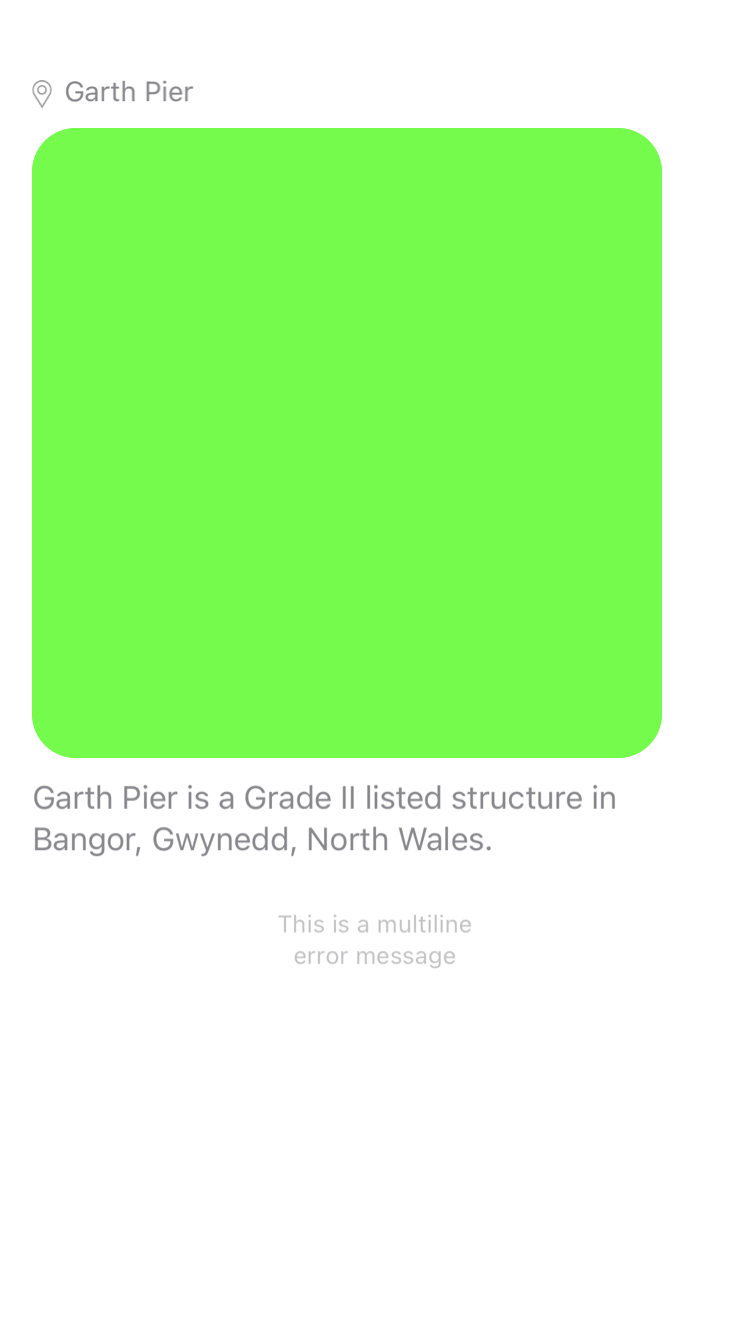 Garth Pier
Garth Pier is a Grade II listed structure in
Bangor, Gwynedd, North Wales.
This is a multiline
error message